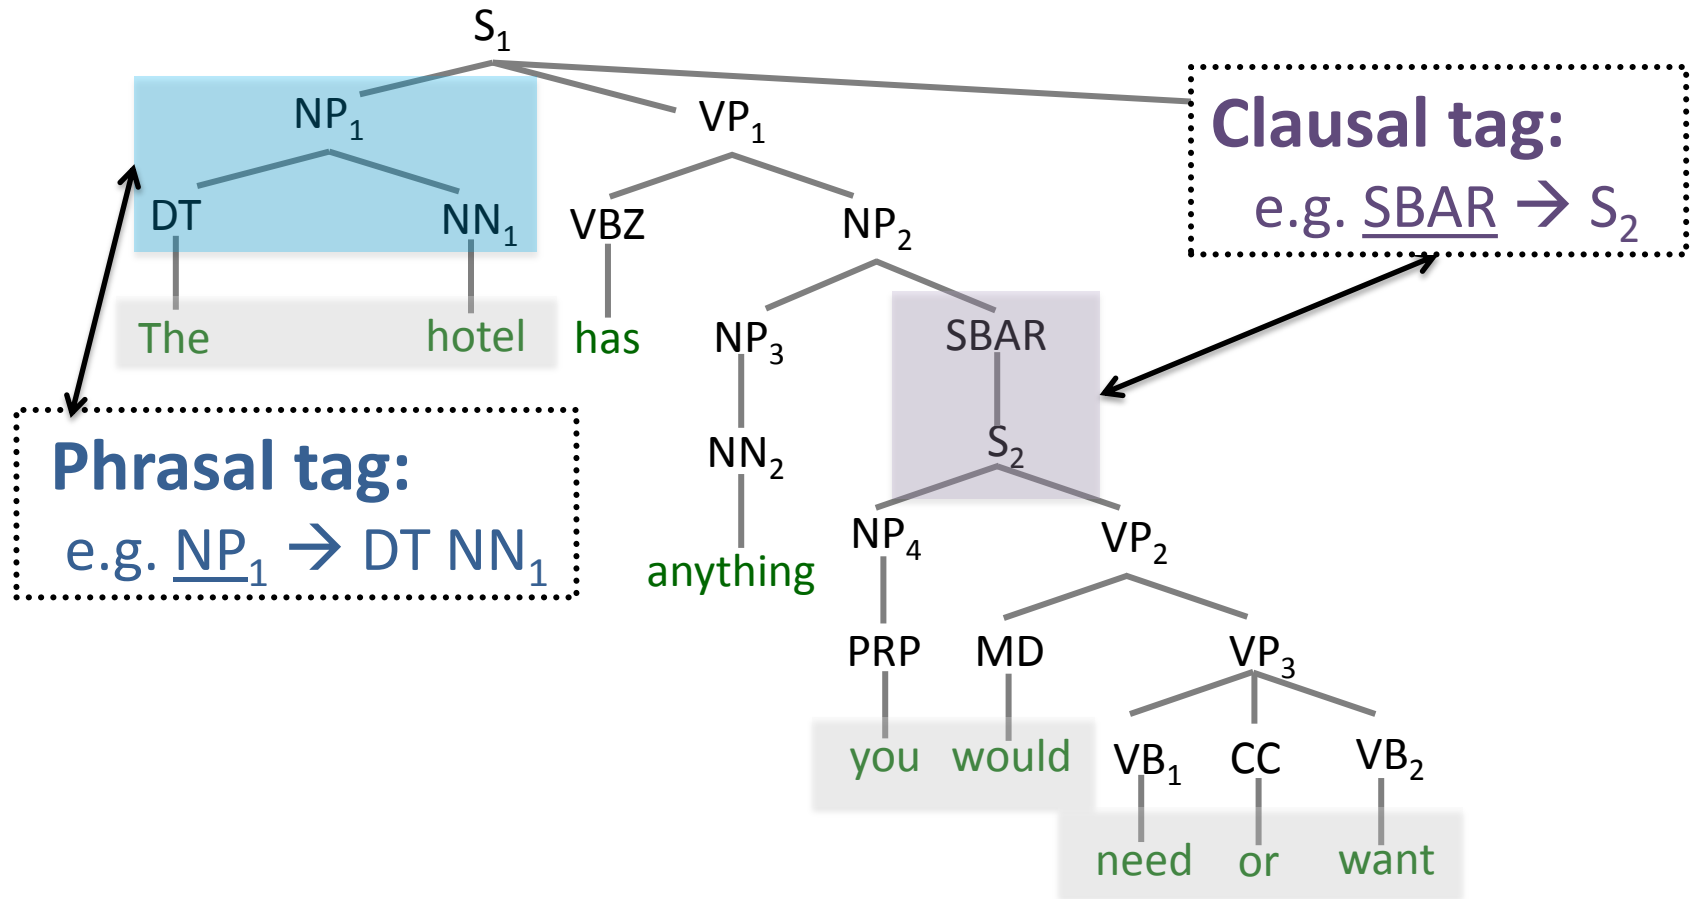 S₁
NP₁ VP₁ Clausal tag:
DT NN₁ VBZ NP₂ e.g. SBAR → S₂
The hotel has NP₃ SBAR
Phrasal tag: NN₂ S₂
e.g. NP₁ → DT NN₁ anything NP₄ VP₂
PRP MD VP₃
you would VB₁ CC VB₂
need or want